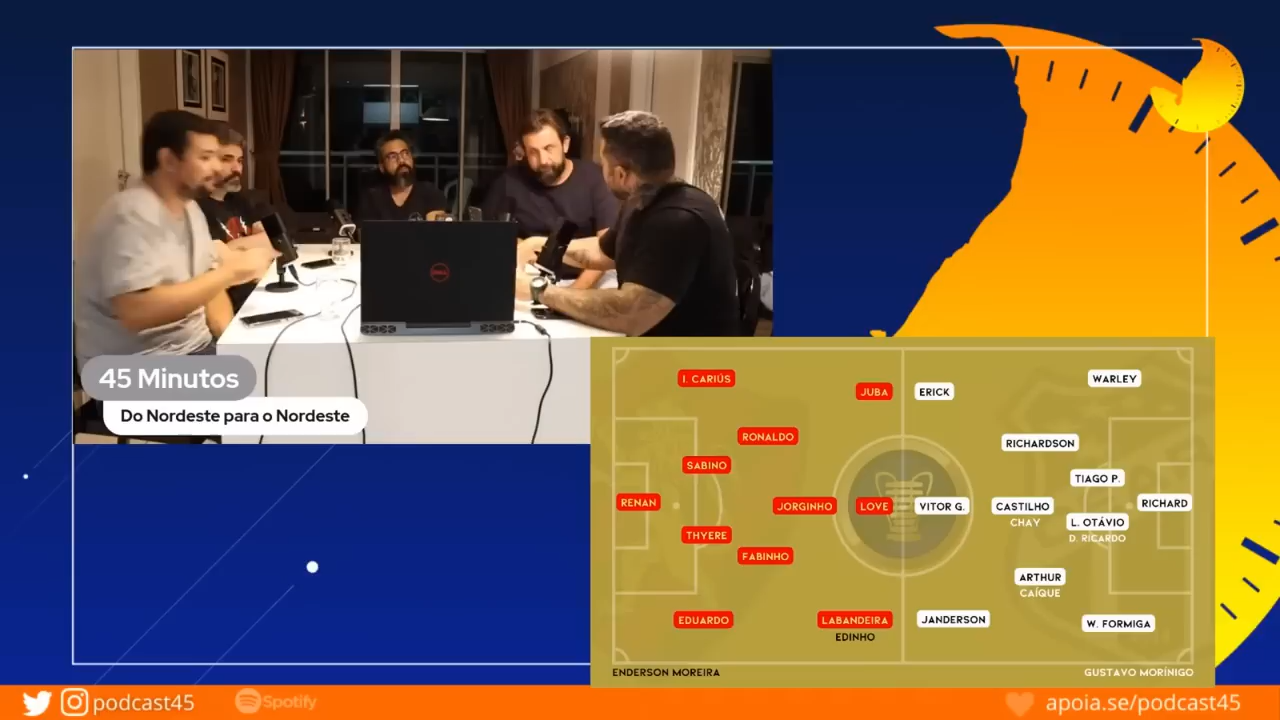 45 Minutos
Do Nordeste para o Nordeste
I. CARIÚS
JUBA
ERICK
WARLEY
RONALDO
RICHARDSON
SABINO
TIAGO P.
RENAN
JORGINHO
LOVE
VITOR G.
CASTILHO
CHAY
RICHARD
L. OTÁVIO
D. RICARDO
THYERE
FABINHO
ARTHUR
CAÍQUE
EDUARDO
LABANDEIRA
EDINHO
JANDERSON
W. FORMIGA
ENDERSON MOREIRA
GUSTAVO MORÍNIGO
podcast45
Spotify
apoia.se/podcast45